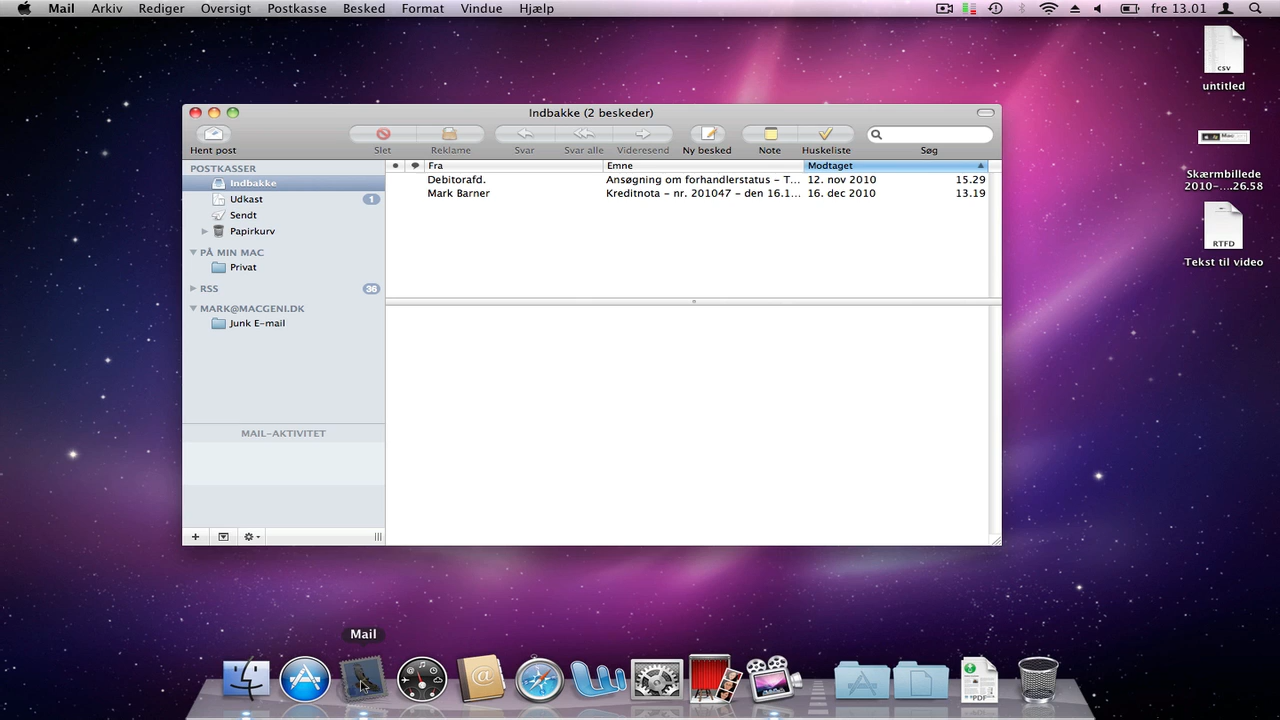 Mail Arkiv Rediger Oversigt Postkasse Besked Format Vindue Hjælp fre 13.01
CSV
untitled
Skærmbillede
2010-....26.58
RTFD
Tekst til video
Indbakke (2 beskeder)
Hent post Slet Reklame Svar Svar alle Videresend Ny besked Note Huskeliste Søg
POSTKASSER
Indbakke
Udkast 1
Sendt
Papirkurv
PÅ MIN MAC
Privat
RSS 36
MARK@MACGENI.DK
Junk E-mail
MAIL-AKTIVITET
Fra Emne Modtaget
Debitorafd. Ansøgning om forhandlerstatus – T... 12. nov 2010 15.29
Mark Barner Kreditnota – nr. 201047 – den 16.1... 16. dec 2010 13.19
Mail
PDF